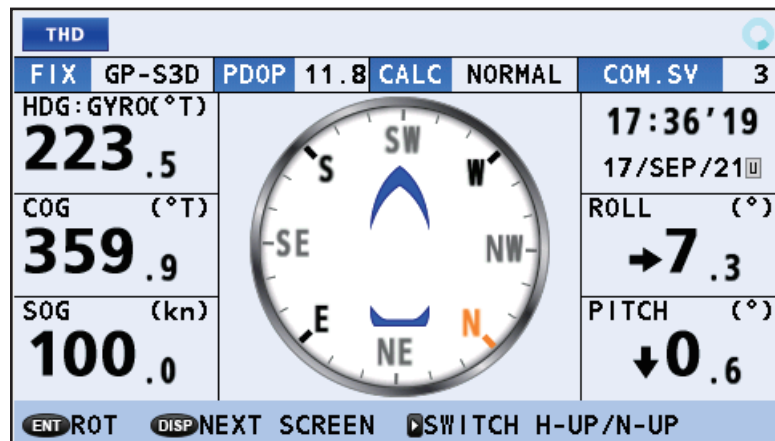 THD
FIX GP-S3D PDOP 11.8 CALC NORMAL COM.SV 3
HDG:GYRO(°T)
223.5
COG (°T)
359.9
SOG (kn)
100.0
SW
S W
SE NW
E N
NE
17:36'19
17/SEP/21 U
ROLL (°)
➔7.3
PITCH (°)
↓0.6
ENT ROT DISP NEXT SCREEN ▶ SWITCH H-UP/N-UP